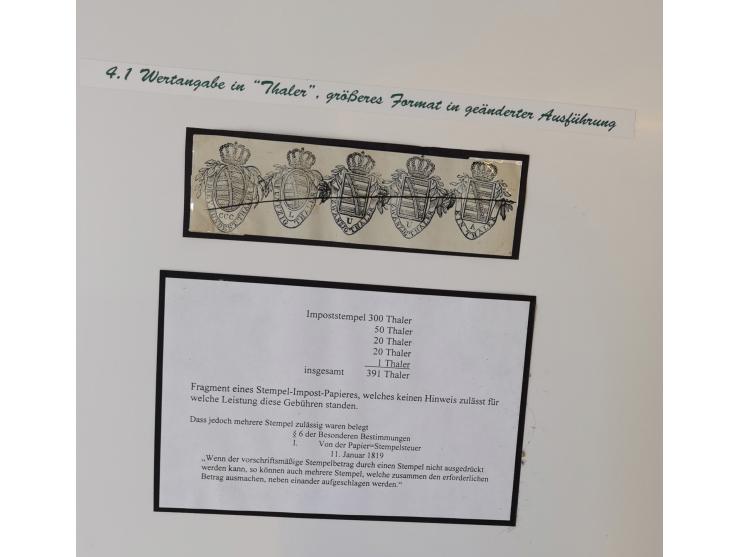 4.1 Wertangabe in "Thaler", größeres Format in geänderter Ausführung
CCC
L
U
U
A
Impoststempel 300 Thaler
50 Thaler
20 Thaler
20 Thaler
1 Thaler
insgesamt 391 Thaler
Fragment eines Stempel-Impost-Papieres, welches keinen Hinweis zulässt für
welche Leistung diese Gebühren standen.
Dass jedoch mehrere Stempel zulässig waren belegt
§ 6 der Besonderen Bestimmungen
I. Von der Papier=Stempelsteuer
11. Januar 1819
„Wenn der vorschriftsmäßige Stempelbetrag durch einen Stempel nicht ausgedrückt
werden kann, so können auch mehrere Stempel, welche zusammen den erforderlichen
Betrag ausmachen, neben einander aufgeschlagen werden.“